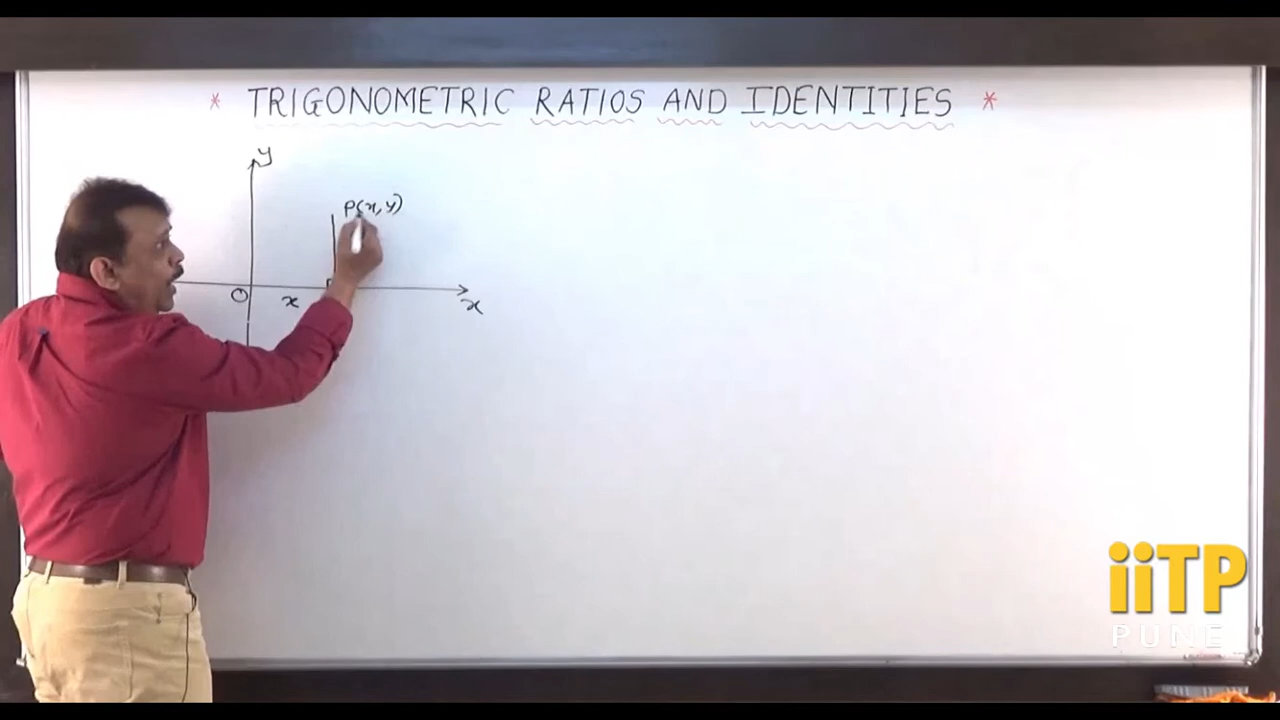 * TRIGONOMETRIC RATIOS AND IDENTITIES *
y
P(x, y)
O
x
x
iiTP
PUNE